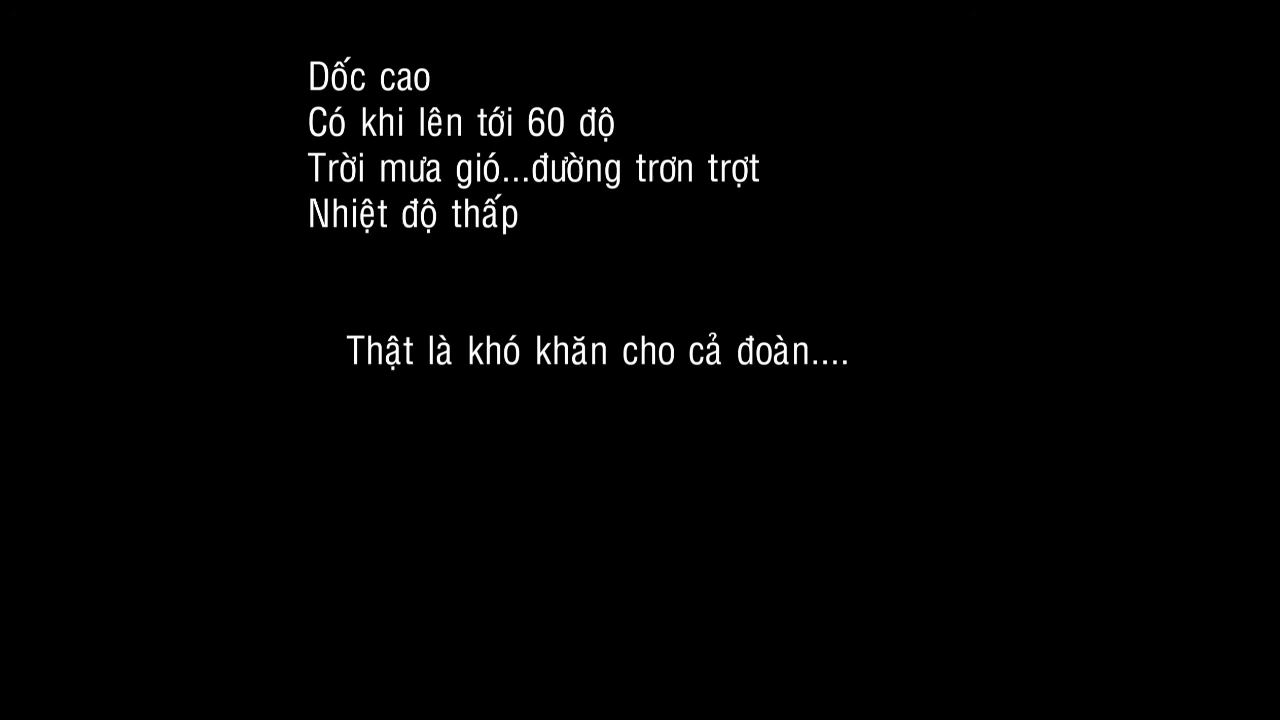 Dốc cao
Có khi lên tới 60 độ
Trời mưa gió...đường trơn trợt
Nhiệt độ thấp
Thật là khó khăn cho cả đoàn....